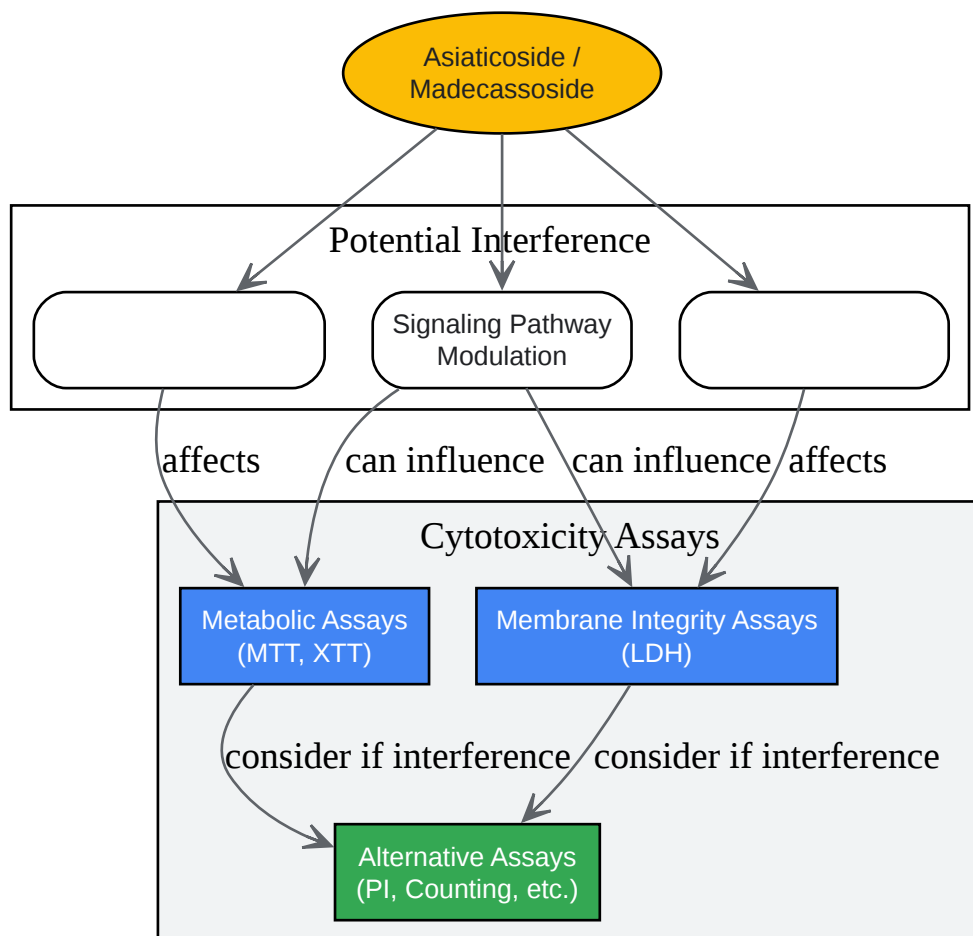 Asiaticoside /
Madecassoside
Potential Interference
Signaling Pathway
Modulation
affects
can influence
can influence
affects
Cytotoxicity Assays
Metabolic Assays
(MTT, XTT)
Membrane Integrity Assays
(LDH)
consider if interference
consider if interference
Alternative Assays
(PI, Counting, etc.)